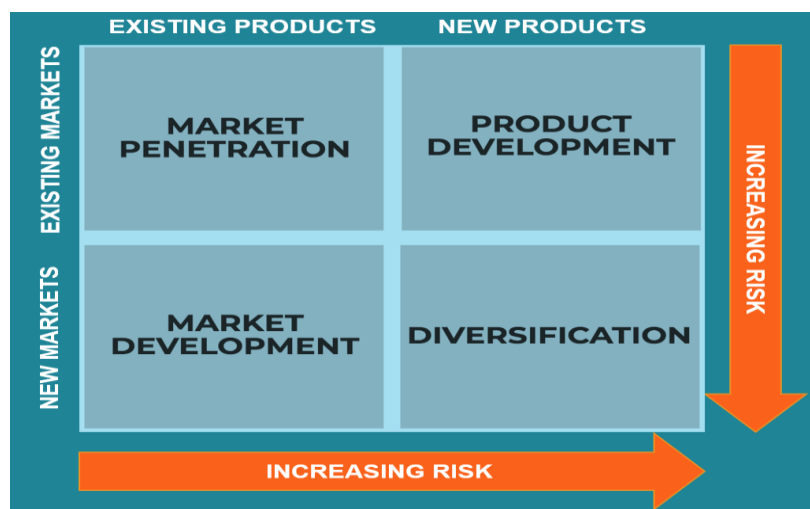 EXISTING PRODUCTS
NEW PRODUCTS
EXISTING MARKETS
MARKET
PENETRATION
PRODUCT
DEVELOPMENT
INCREASING RISK
NEW MARKETS
MARKET
DEVELOPMENT
DIVERSIFICATION
INCREASING RISK